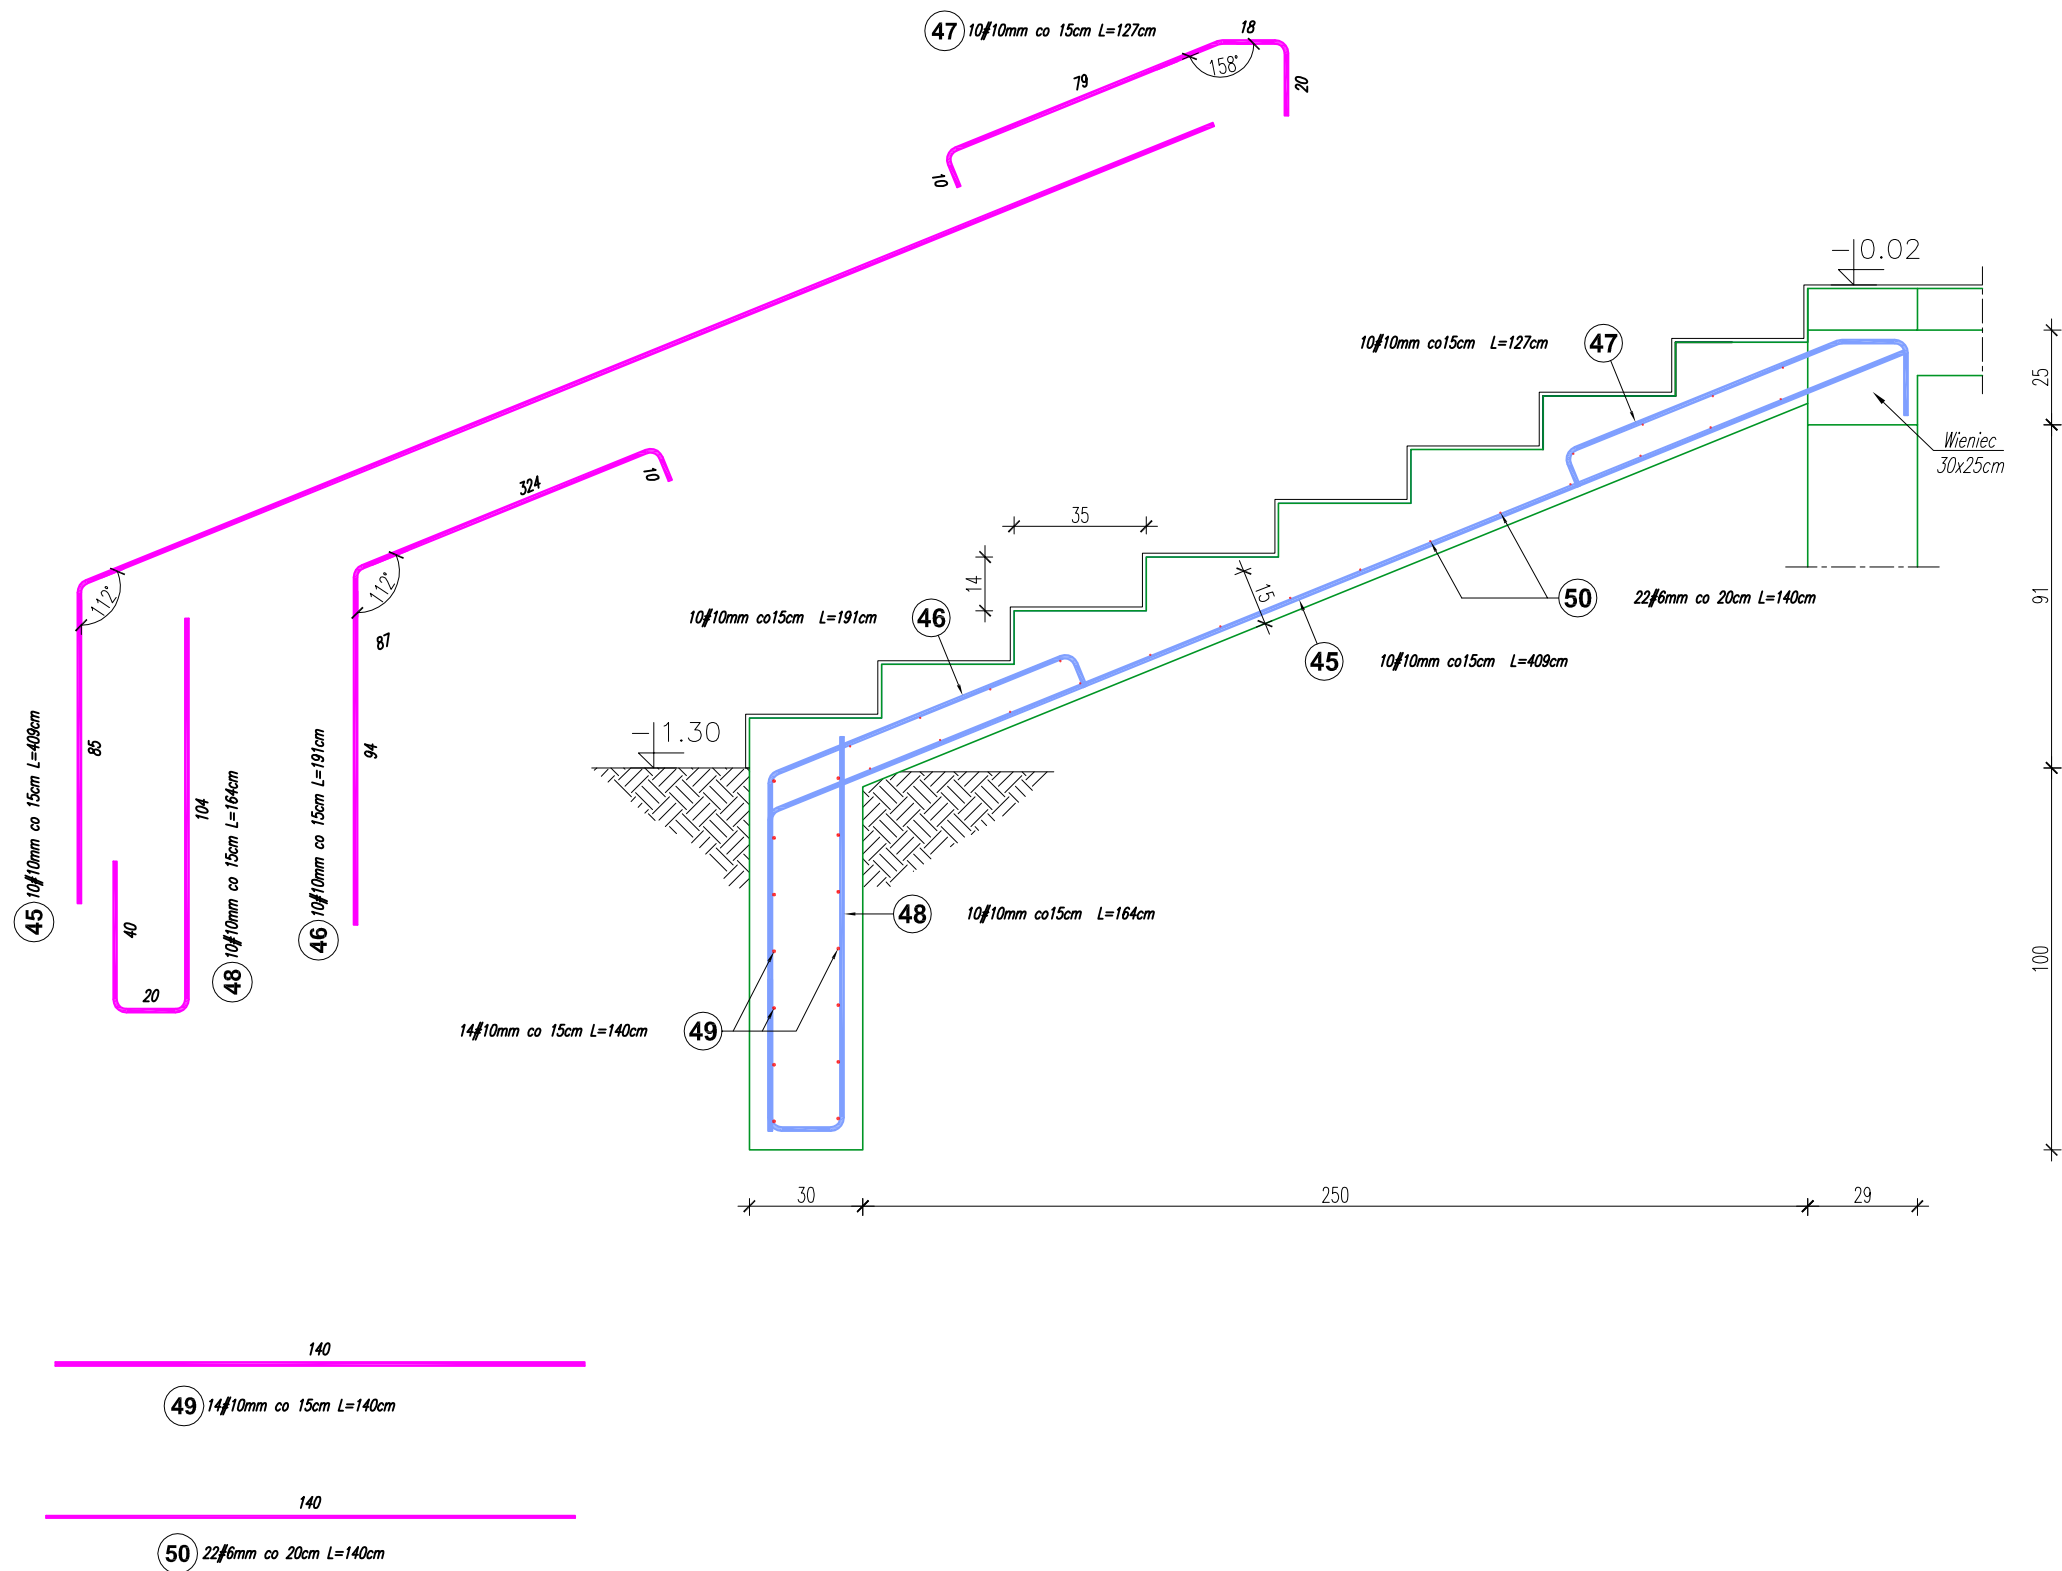 47 10#10mm co 15cm L=127cm
18
158°
79
20
10
-0.02
10#10mm co15cm L=127cm
47
25
Wieniec
30x25cm
324
10
35
14
15
112°
112°
87
10#10mm co15cm L=191cm
46
50
22#6mm co 20cm L=140cm
91
45
10#10mm co15cm L=409cm
-1.30
85
94
104
45 10#10mm co 15cm L=409cm
48 10#10mm co 15cm L=164cm
46 10#10mm co 15cm L=191cm
40
20
48
10#10mm co15cm L=164cm
100
14#10mm co 15cm L=140cm
49
30
250
29
140
49 14#10mm co 15cm L=140cm
140
50 22#6mm co 20cm L=140cm